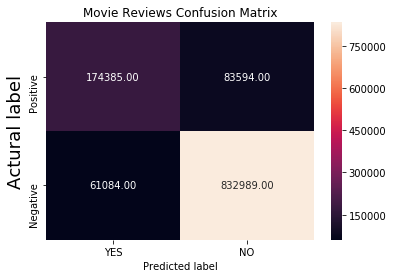 Movie Reviews Confusion Matrix
Actural label
Positive
174385.00
83594.00
Negative
61084.00
832989.00
YES
NO
Predicted label
750000
600000
450000
300000
150000